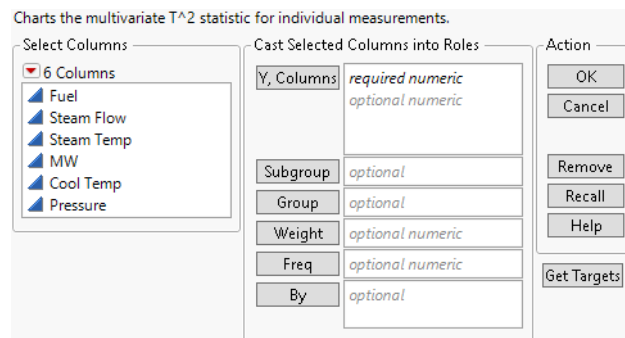 Charts the multivariate T^2 statistic for individual measurements.
Select Columns
6 Columns
Fuel
Steam Flow
Steam Temp
MW
Cool Temp
Pressure
Cast Selected Columns into Roles
Y, Columns required numeric
optional numeric
Subgroup optional
Group optional
Weight optional numeric
Freq optional numeric
By optional
Action
OK
Cancel
Remove
Recall
Help
Get Targets